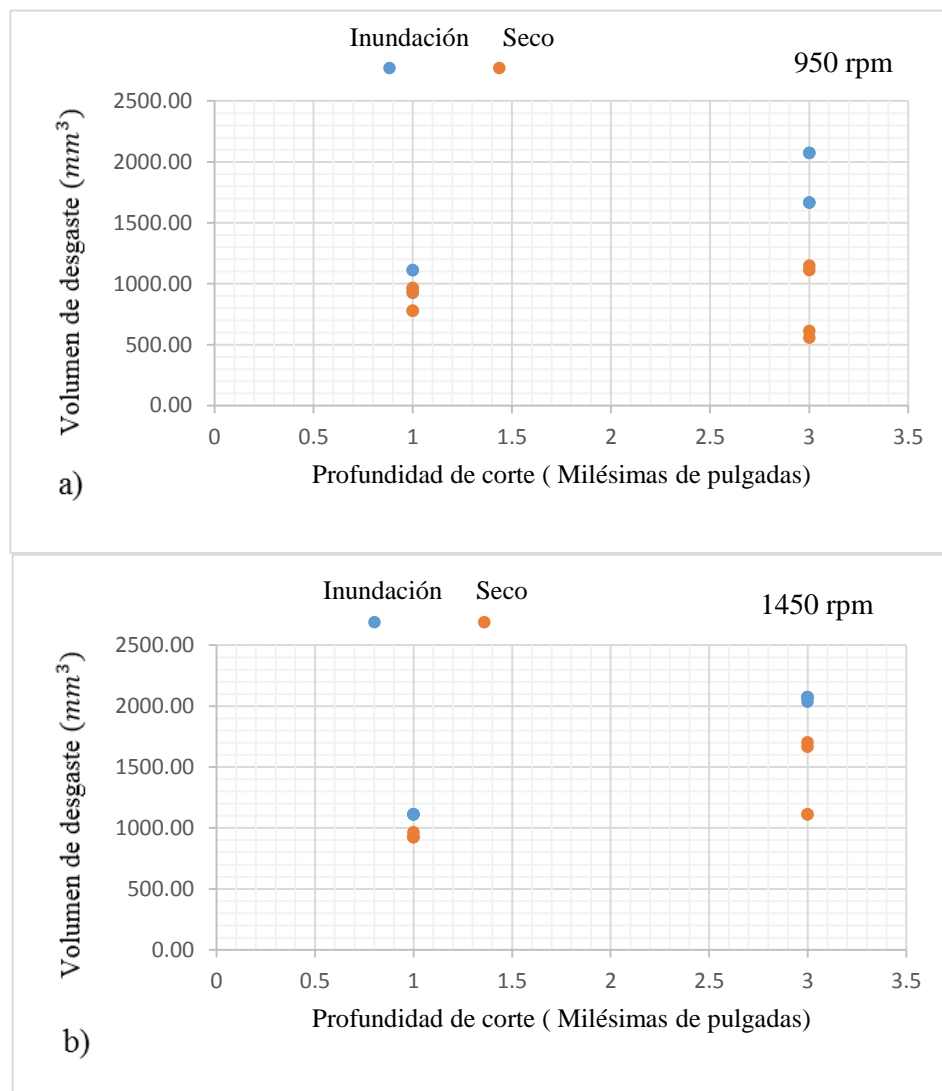 Inundación Seco
950 rpm
Volumen de desgaste (mm³)
2500.00
2000.00
1500.00
1000.00
500.00
0.00
0 0.5 1 1.5 2 2.5 3 3.5
Profundidad de corte ( Milésimas de pulgadas)
a)
Inundación Seco
1450 rpm
Volumen de desgaste (mm³)
2500.00
2000.00
1500.00
1000.00
500.00
0.00
0 0.5 1 1.5 2 2.5 3 3.5
Profundidad de corte ( Milésimas de pulgadas)
b)